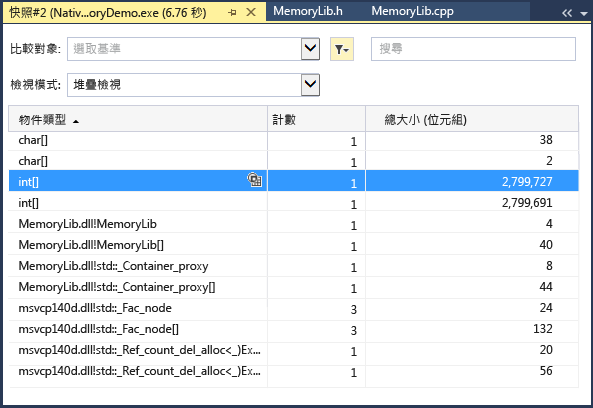 快照#2 (Nativ...oryDemo.exe (6.76 秒) MemoryLib.h MemoryLib.cpp
比較對象: 選取基準 搜尋
檢視模式: 堆疊檢視
物件類型 計數 總大小 (位元組)
char[] 1 38
char[] 1 2
int[] 1 2,799,727
int[] 1 2,799,691
MemoryLib.dll!MemoryLib 1 4
MemoryLib.dll!MemoryLib[] 1 40
MemoryLib.dll!std::_Container_proxy 1 8
MemoryLib.dll!std::_Container_proxy[] 1 44
msvcp140d.dll!std::_Fac_node 3 24
msvcp140d.dll!std::_Fac_node[] 3 132
msvcp140d.dll!std::_Ref_count_del_alloc<_)Ex... 1 20
msvcp140d.dll!std::_Ref_count_del_alloc<_)Ex... 1 56